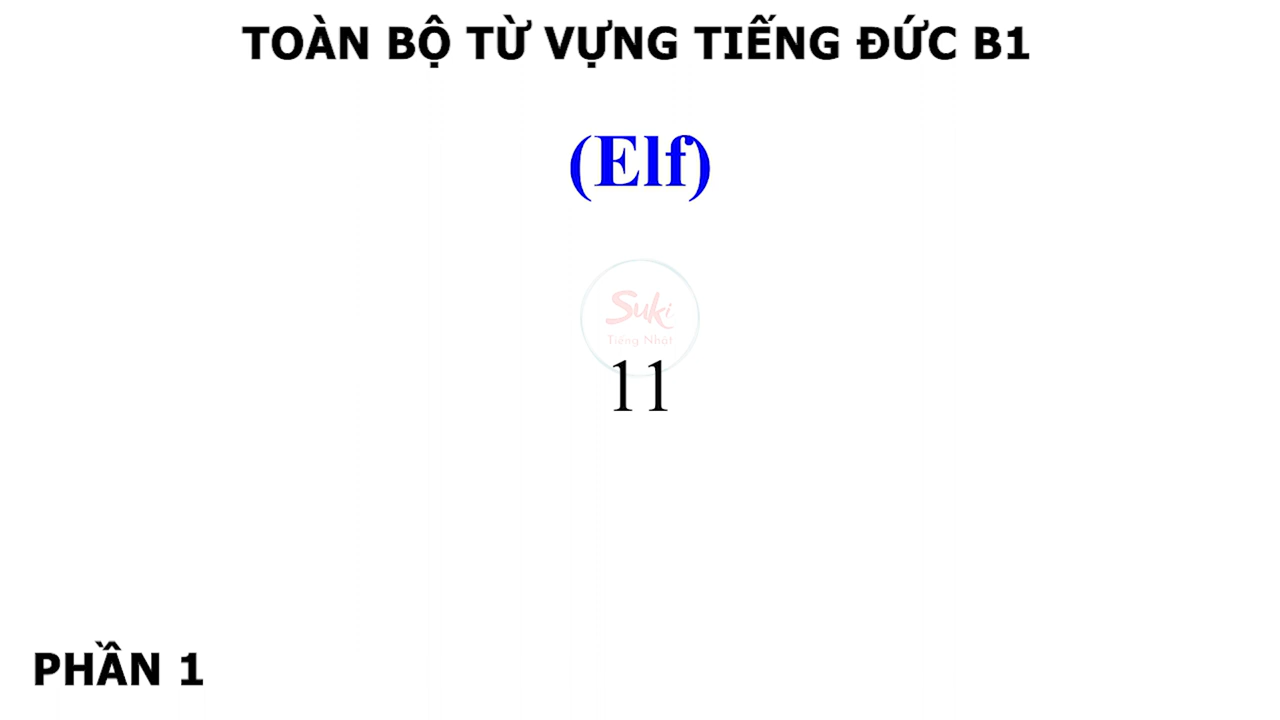 TOÀN BỘ TỪ VỰNG TIẾNG ĐỨC B1
(Elf)
Suki
Tiếng Nhật
11
PHẦN 1